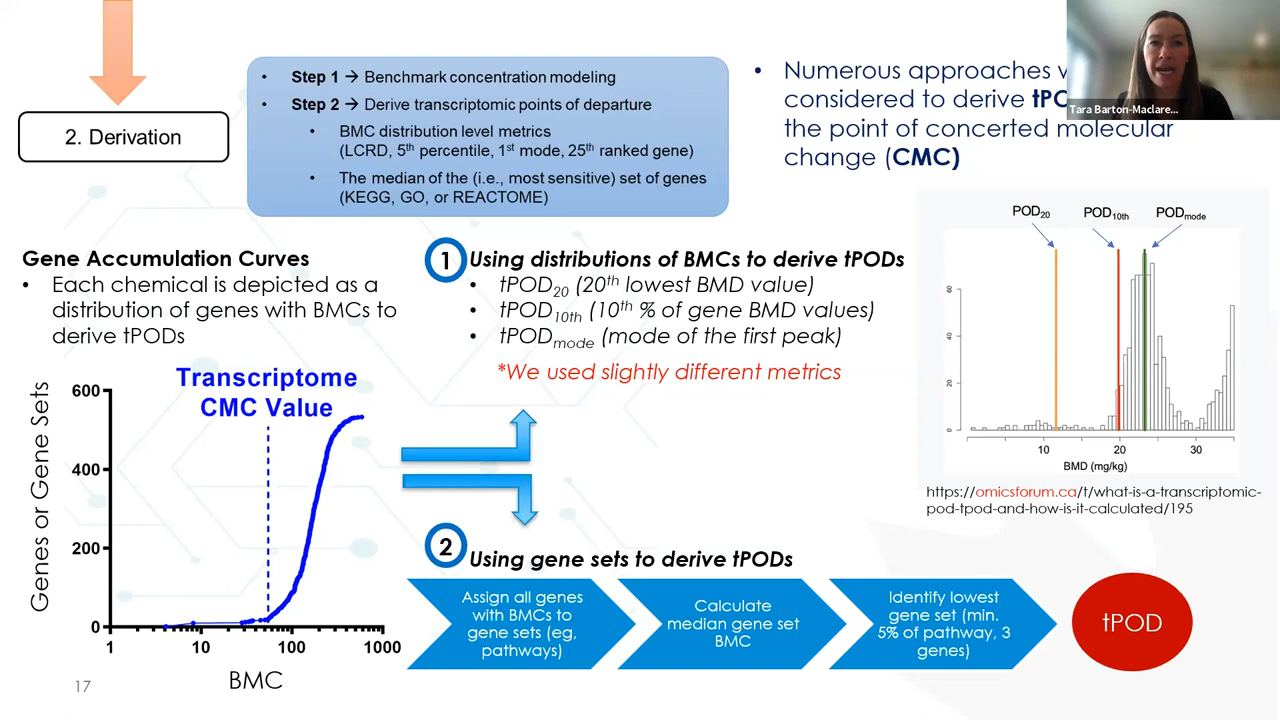 2. Derivation
• Step 1 → Benchmark concentration modeling
• Step 2 → Derive transcriptomic points of departure
• BMC distribution level metrics
(LCRD, 5th percentile, 1st mode, 25th ranked gene)
• The median of the (i.e., most sensitive) set of genes
(KEGG, GO, or REACTOME)
• Numerous approaches
considered to derive
the point of concerted molecular
change (CMC)
Tara Barton-Maclare...
Gene Accumulation Curves
• Each chemical is depicted as a
distribution of genes with BMCs to
derive tPODs
Transcriptome
CMC Value
Genes or Gene Sets
600
400
200
0
1 10 100 1000
BMC
17
1 Using distributions of BMCs to derive tPODs
• tPOD20 (20th lowest BMD value)
• tPOD10th (10th % of gene BMD values)
• tPODmode (mode of the first peak)
*We used slightly different metrics
POD20 POD10th PODmode
60
40
20
0
10 20 30
BMD (mg/kg)
https://omicsforum.ca/t/what-is-a-transcriptomic-
pod-tpod-and-how-is-it-calculated/195
2 Using gene sets to derive tPODs
Assign all genes
with BMCs to
gene sets (eg,
pathways)
Calculate
median gene set
BMC
Identify lowest
gene set (min.
5% of pathway, 3
genes)
tPOD